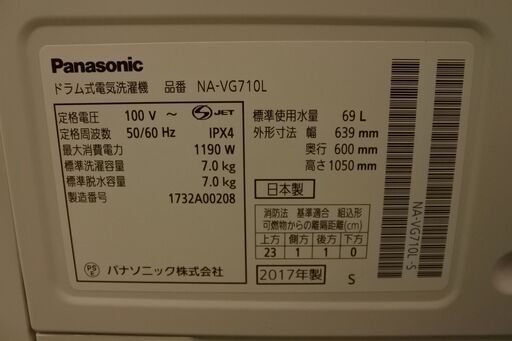 Panasonic
ドラム式電気洗濯機 品番 NA-VG710L
定格電圧 100 V ～ S JET
定格周波数 50/60 Hz IPX4
最大消費電力 1190 W
標準洗濯容量 7.0 kg
標準脱水容量 7.0 kg
製造番号 1732A00208
標準使用水量 69 L
外形寸法 幅 639 mm
奥行 600 mm
高さ 1050 mm
日本製
消防法 基準適合 組込形
可燃物からの離隔距離(cm)
上方 側方 後方 下方
23 1 1 0
PS E パナソニック株式会社
2017年製 S
NA-VG710L-S